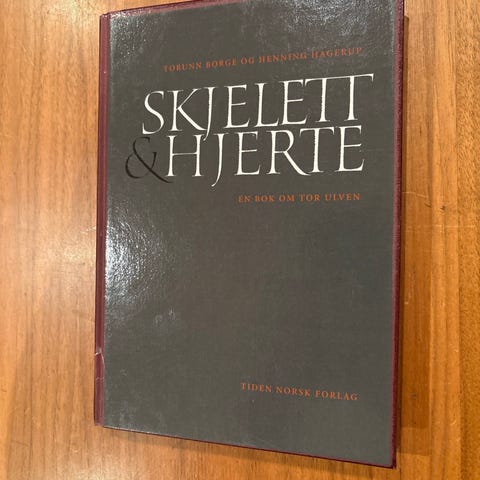 TORUNN BORGE OG HENNING HAGERUP
SKJELETT
& HJERTE
EN BOK OM TOR ULVEN
TIDEN NORSK FORLAG